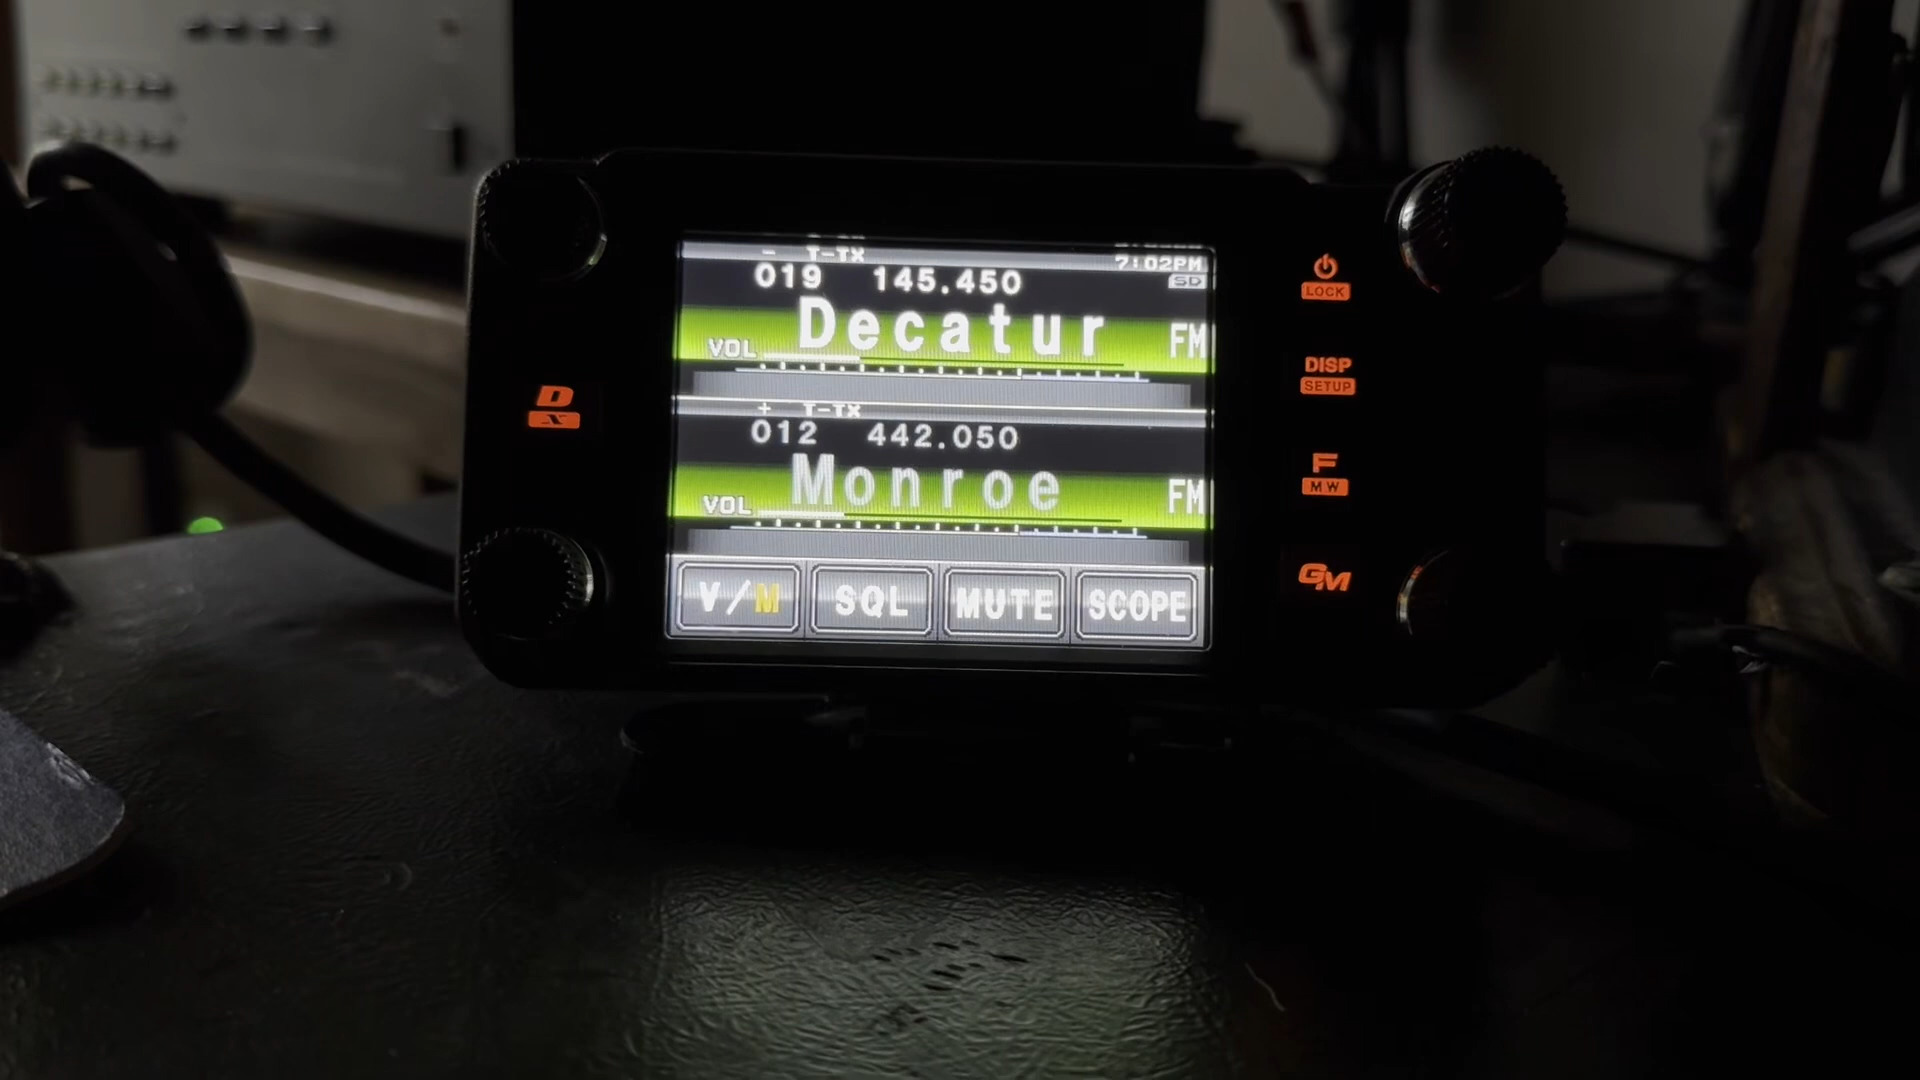 - T-TX 7:02PM
019 145.450 SD
Decatur FM
VOL
+ T-TX
012 442.050
Monroe FM
VOL
V/M SQL MUTE SCOPE
D
X
LOCK
DISP
SETUP
F
MW
GM